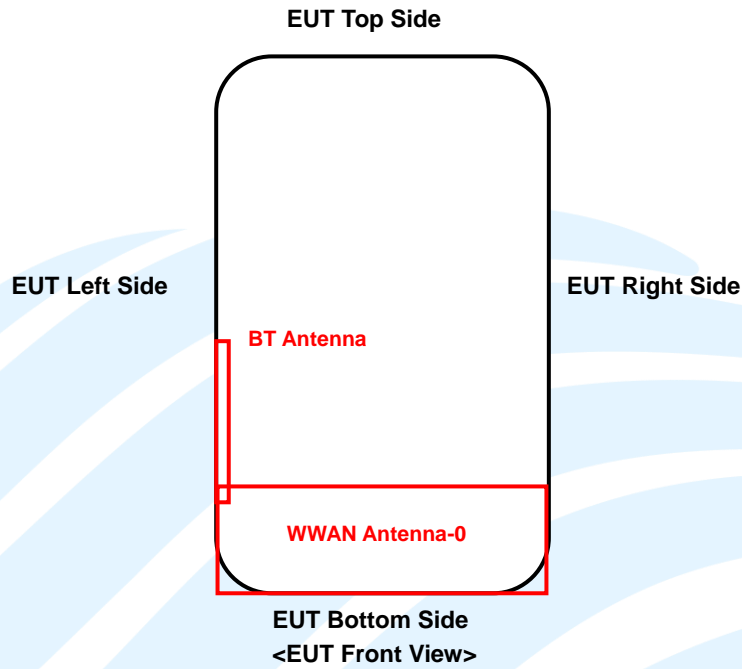 EUT Top Side
EUT Left Side
EUT Right Side
BT Antenna
WWAN Antenna-0
EUT Bottom Side
<EUT Front View>